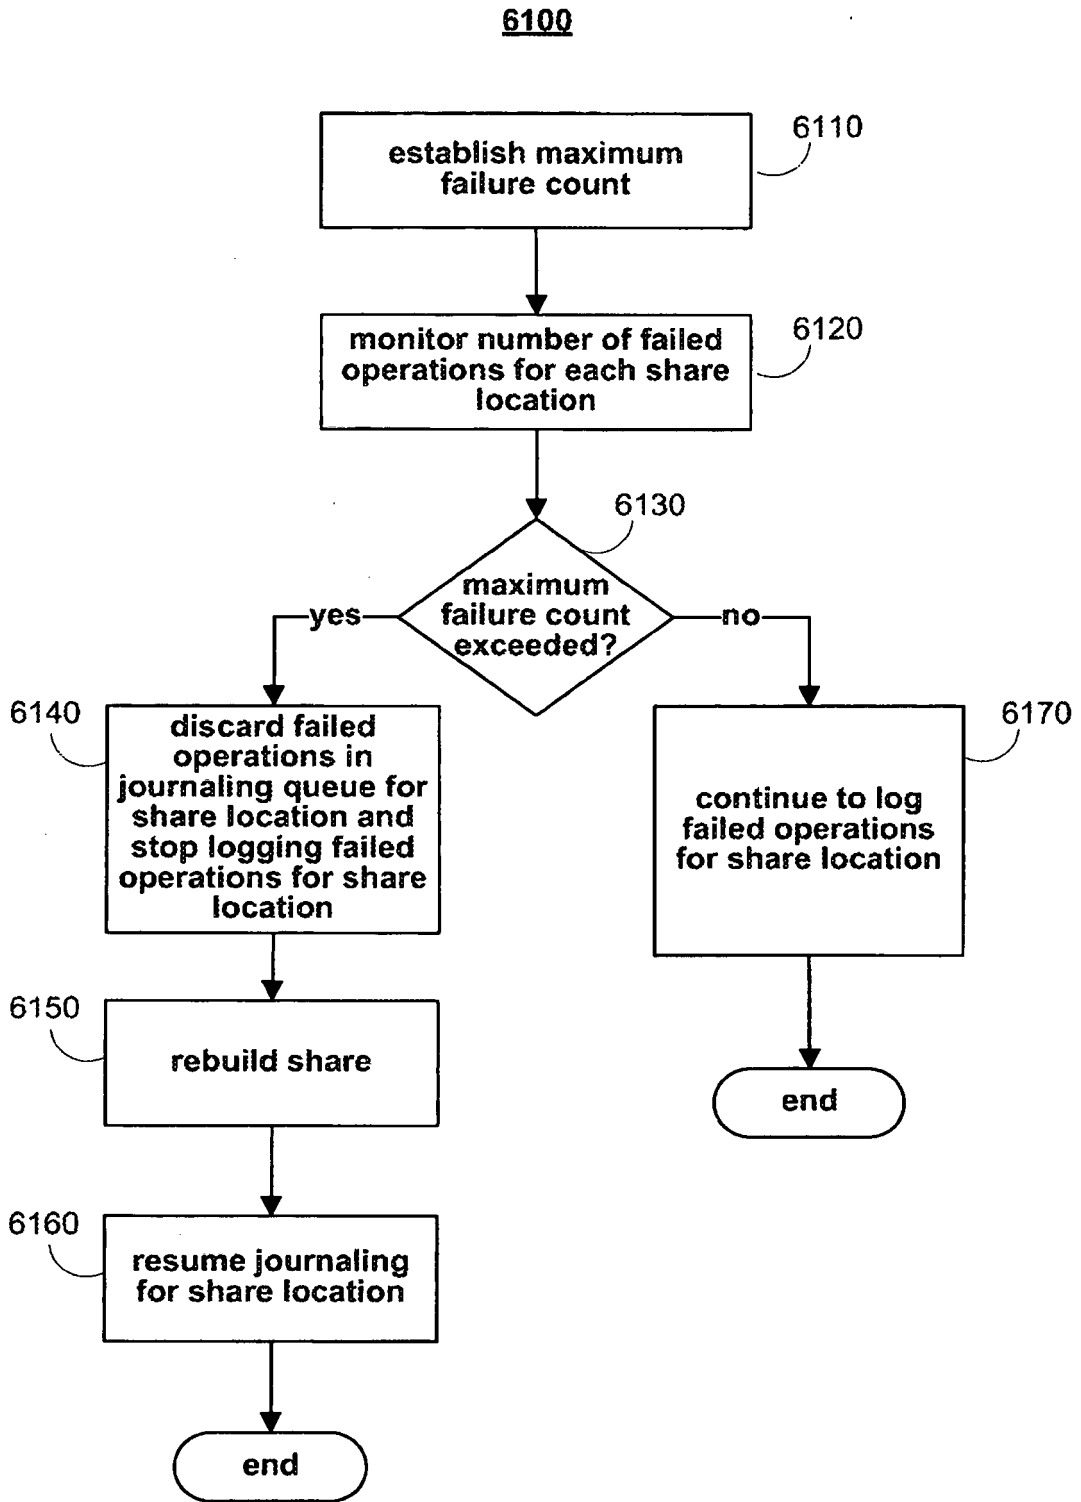 6100
establish maximum
failure count
6110
monitor number of failed
operations for each share
location
6120
6130
maximum
failure count
exceeded?
yes
no
6140
discard failed
operations in
journaling queue for
share location and
stop logging failed
operations for share
location
6170
continue to log
failed operations
for share location
6150
rebuild share
end
6160
resume journaling
for share location
end